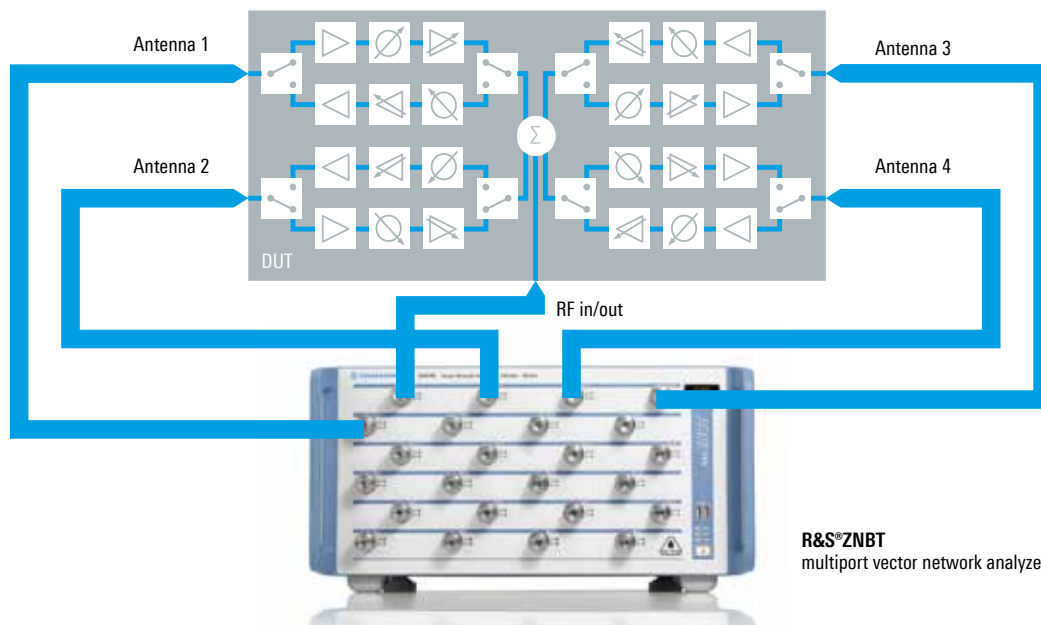 Antenna 1
Antenna 3
Antenna 2
Antenna 4
Σ
DUT
RF in/out
R&S®ZNBT
multiport vector network analyze